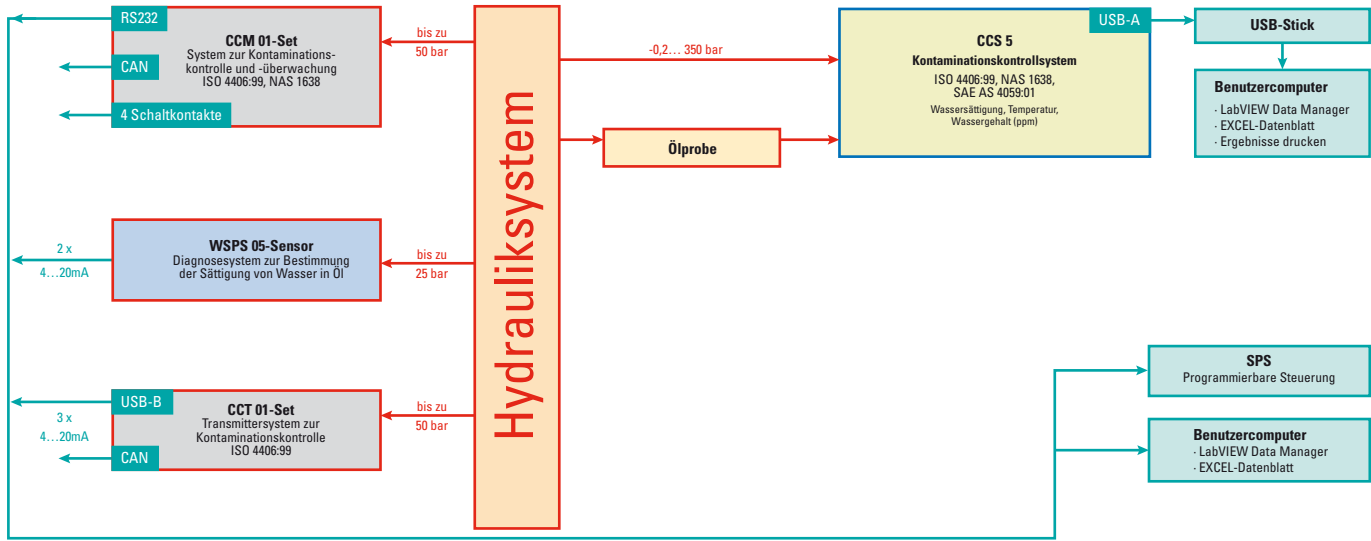 RS232
CCM 01-Set
System zur Kontaminations-
kontrolle und -überwachung
ISO 4406:99, NAS 1638
CAN
4 Schaltkontakte
bis zu
50 bar
WSPS 05-Sensor
Diagnosesystem zur Bestimmung
der Sättigung von Wasser in Öl
2 x
4…20mA
bis zu
25 bar
USB-B
CCT 01-Set
Transmittersystem zur
Kontaminationskontrolle
ISO 4406:99
3 x
4…20mA
CAN
bis zu
50 bar
Hydrauliksystem
-0,2… 350 bar
Ölprobe
USB-A
CCS 5
Kontaminationskontrollsystem
ISO 4406:99, NAS 1638,
SAE AS 4059:01
Wassersättigung, Temperatur,
Wassergehalt (ppm)
USB-Stick
Benutzercomputer
· LabVIEW Data Manager
· EXCEL-Datenblatt
· Ergebnisse drucken
SPS
Programmierbare Steuerung
Benutzercomputer
· LabVIEW Data Manager
· EXCEL-Datenblatt